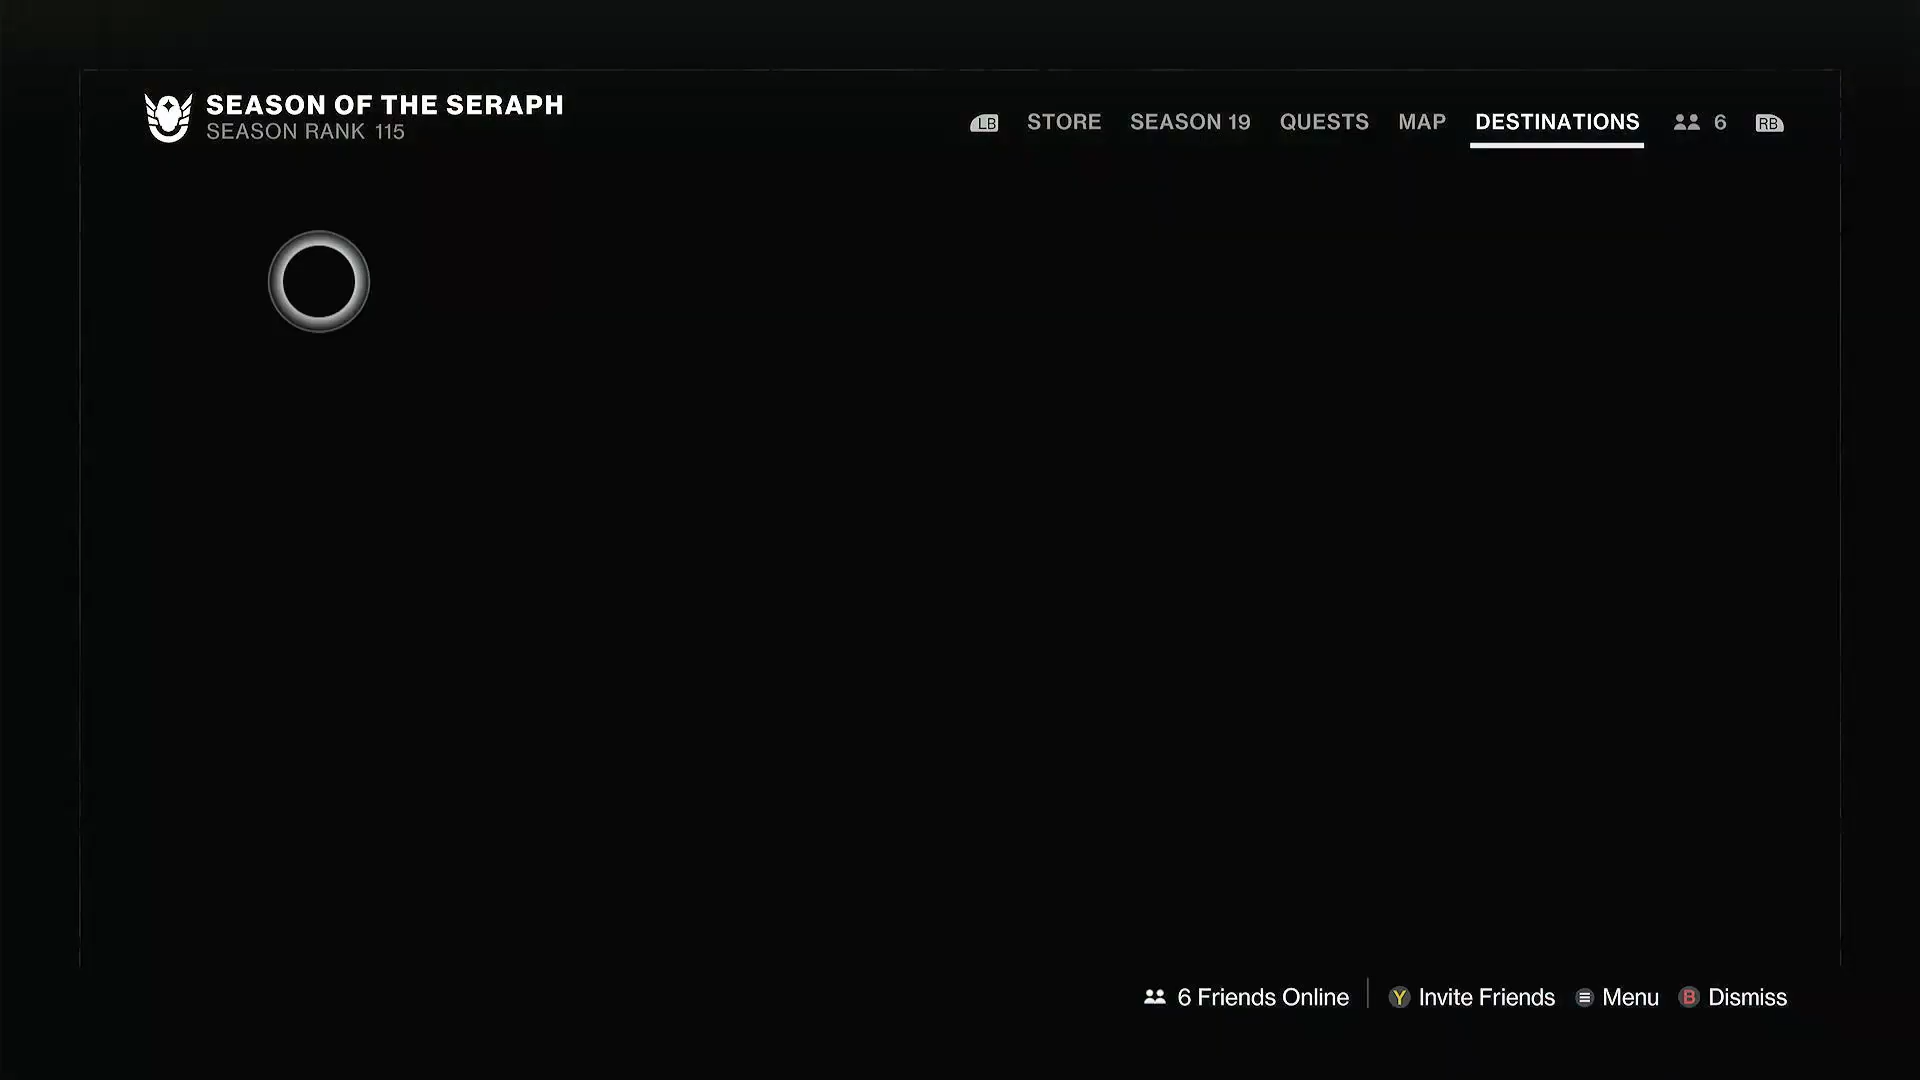 SEASON OF THE SERAPH
SEASON RANK 115
LB STORE SEASON 19 QUESTS MAP DESTINATIONS 6 RB
6 Friends Online Y Invite Friends Menu B Dismiss